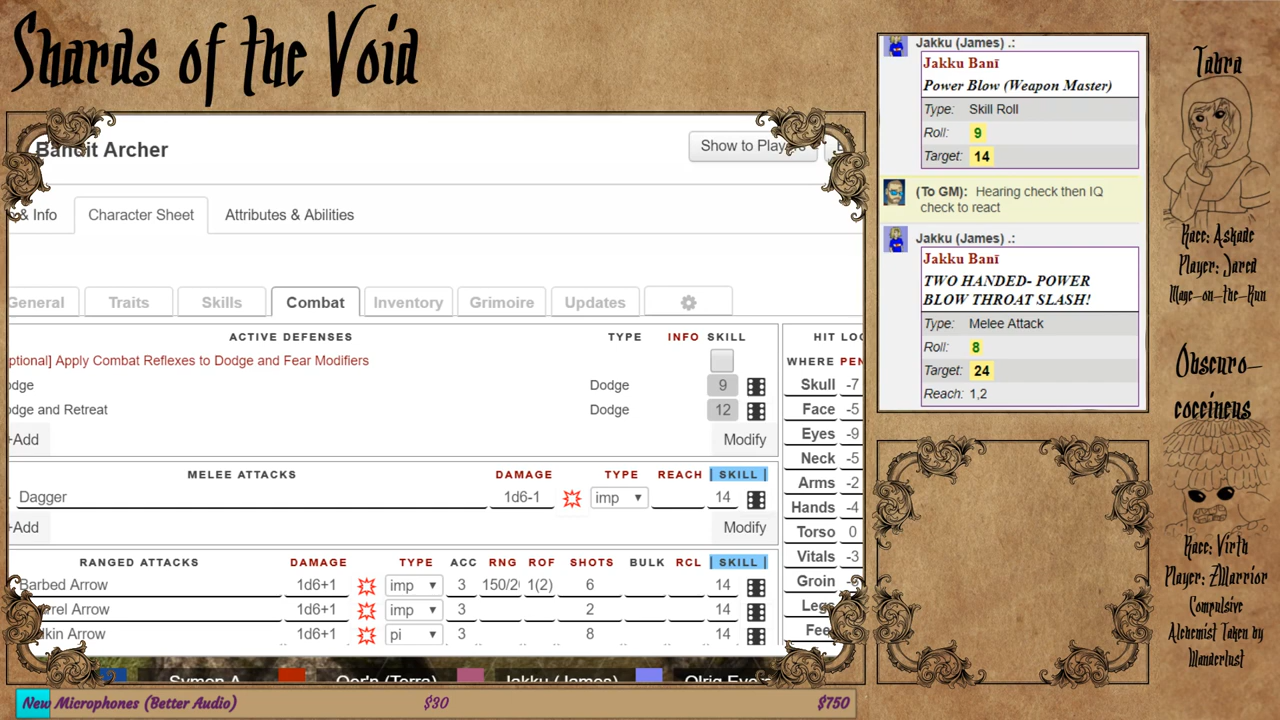 Shards of the Void
Bandit Archer
Show to
& Info
Character Sheet
Attributes & Abilities
General
Traits
Skills
Combat
Inventory
Grimoire
Updates
ACTIVE DEFENSES TYPE INFO SKILL
ptional] Apply Combat Reflexes to Dodge and Fear Modifiers
odge Dodge 9
odge and Retreat Dodge 12
+Add Modify
MELEE ATTACKS DAMAGE TYPE REACH | SKILL |
Dagger 1d6-1 imp 14
+Add Modify
RANGED ATTACKS DAMAGE TYPE ACC RNG ROF SHOTS BULK RCL | SKILL |
Barbed Arrow 1d6+1 imp 3 150/20 1(2) 6 14
rrel Arrow 1d6+1 imp 3 2 14
dkin Arrow 1d6+1 pi 3 8 14
HIT LOC
WHERE PEN
Skull -7
Face -5
Eyes -9
Neck -5
Arms -2
Hands -4
Torso 0
Vitals -3
Groin
Legs
Fee
Jakku (James)
New Microphones (Better Audio) $30 $750
Jakku (James) .:
Jakku Banī
Power Blow (Weapon Master)
Type: Skill Roll
Roll: 9
Target: 14
(To GM): Hearing check then IQ
check to react
Jakku (James) .:
Jakku Banī
TWO HANDED- POWER
BLOW THROAT SLASH!
Type: Melee Attack
Roll: 8
Target: 24
Reach: 1,2
Tabra
Race: Askade
Player: Jared
Mage-on-the-Run
Obscuro-
coccineus
Race: Virth
Player: ZMarrior
Compulsive
Alchemist Taken by
Wanderlust